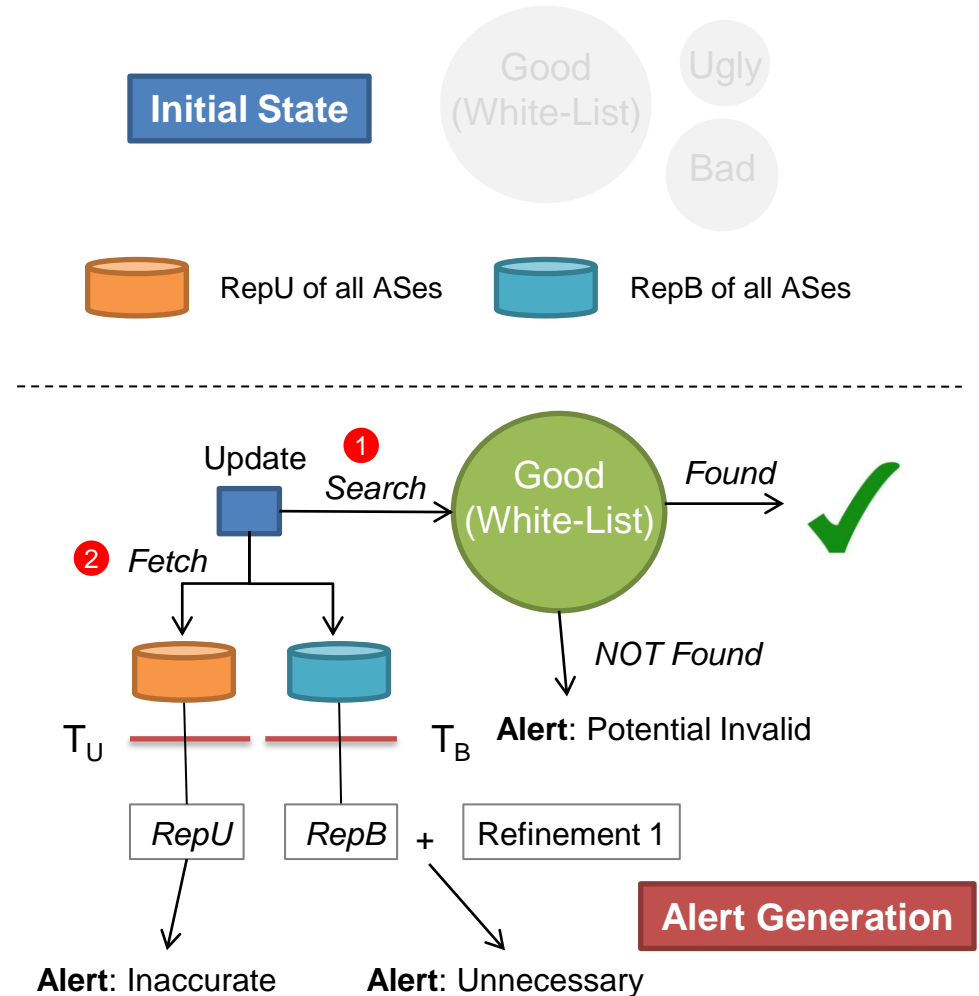 Good
(White-List)
Ugly
Initial State
Bad
RepU of all ASes
RepB of all ASes
1
Update
Search
Good
(White-List)
Found
2 Fetch
NOT Found
T_U
T_B
Alert: Potential Invalid
RepU
RepB
+
Refinement 1
Alert Generation
Alert: Inaccurate
Alert: Unnecessary